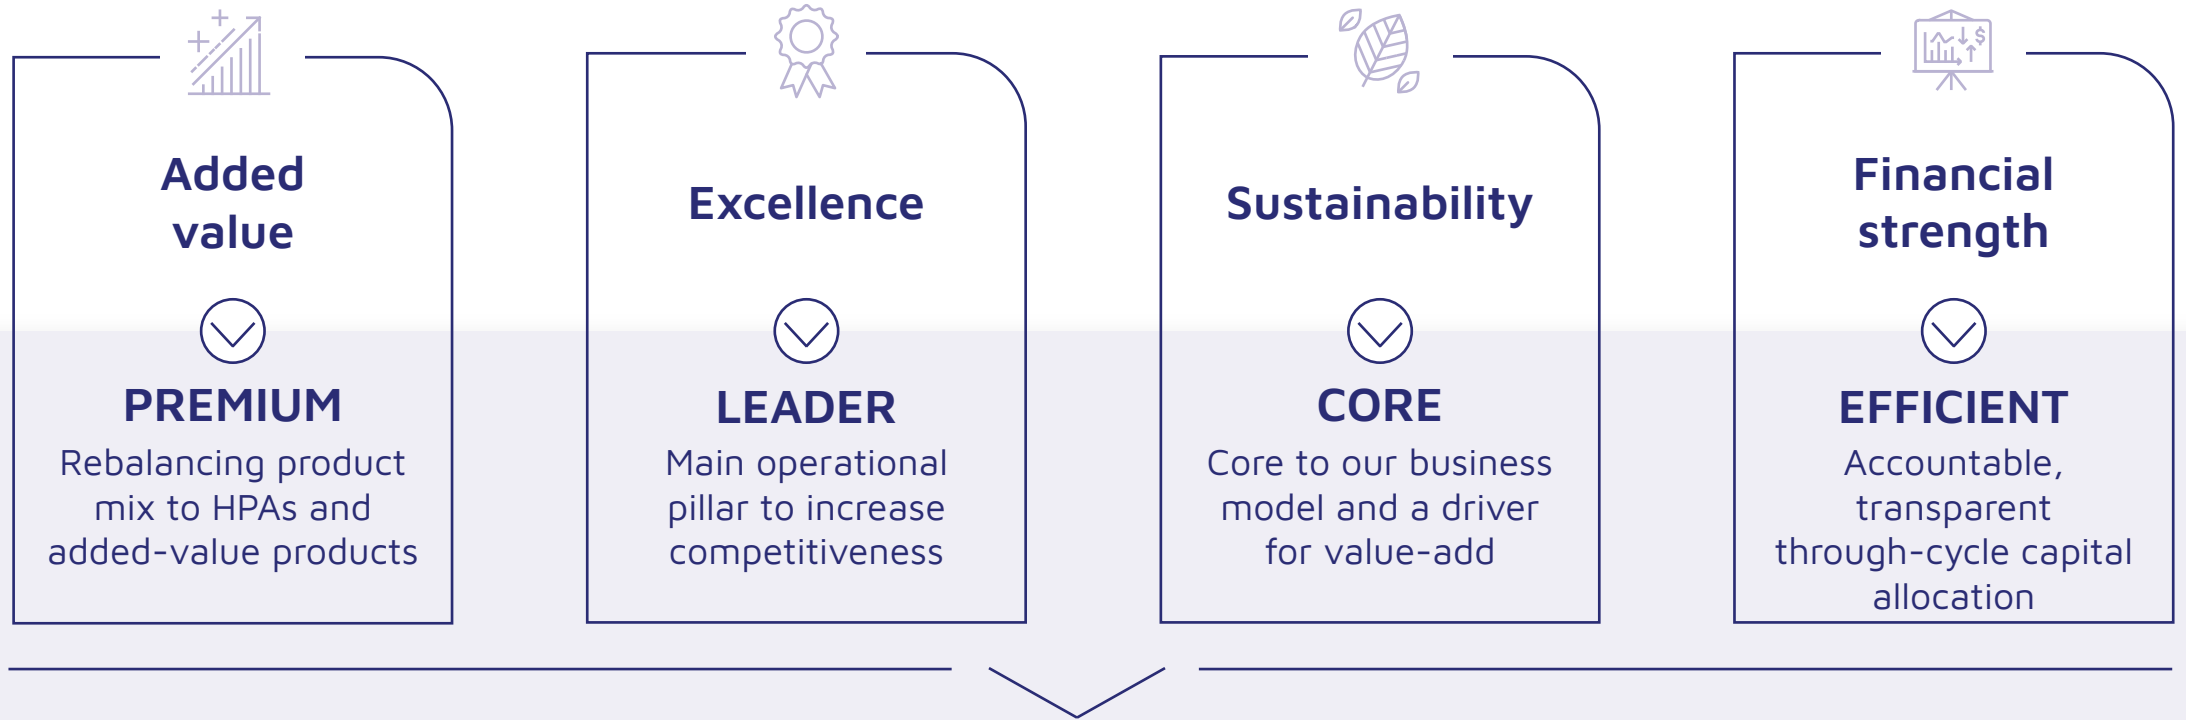 Added
value
PREMIUM
Rebalancing product
mix to HPAs and
added-value products
Excellence
LEADER
Main operational
pillar to increase
competitiveness
Sustainability
CORE
Core to our business
model and a driver
for value-add
Financial
strength
EFFICIENT
Accountable,
transparent
through-cycle capital
allocation